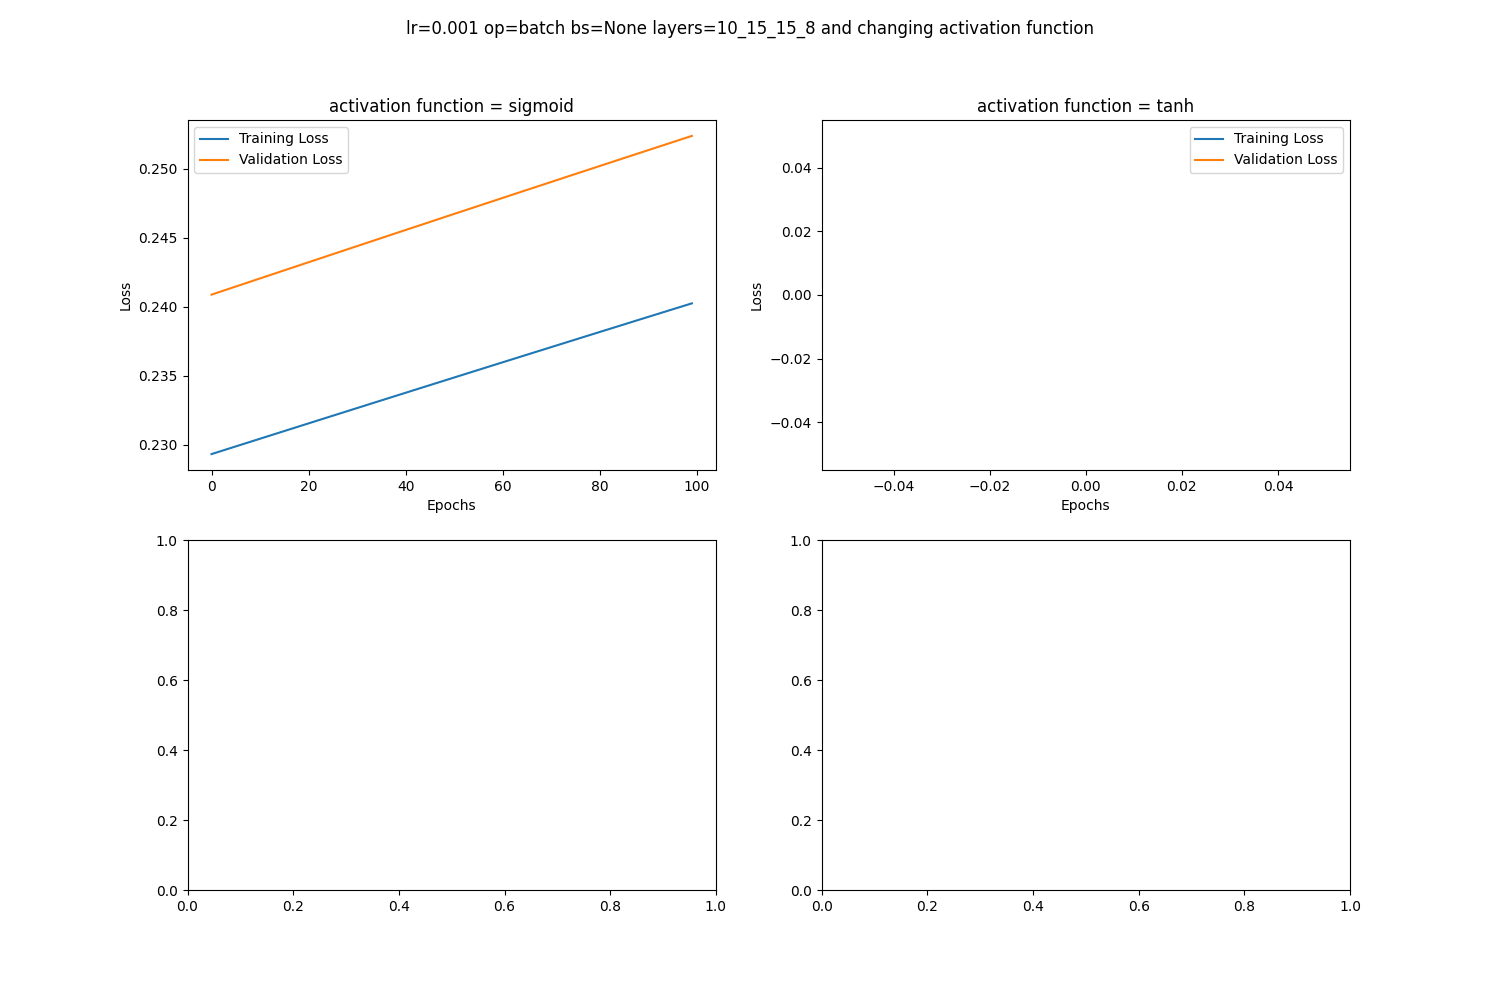 lr=0.001 op=batch bs=None layers=10_15_15_8 and changing activation function
activation function = sigmoid
Training Loss
Validation Loss
0.250
0.245
0.240
0.235
0.230
Loss
0 20 40 60 80 100
Epochs
activation function = tanh
Training Loss
Validation Loss
0.04
0.02
0.00
−0.02
−0.04
Loss
−0.04 −0.02 0.00 0.02 0.04
Epochs
1.0
0.8
0.6
0.4
0.2
0.0
0.0 0.2 0.4 0.6 0.8 1.0
1.0
0.8
0.6
0.4
0.2
0.0
0.0 0.2 0.4 0.6 0.8 1.0